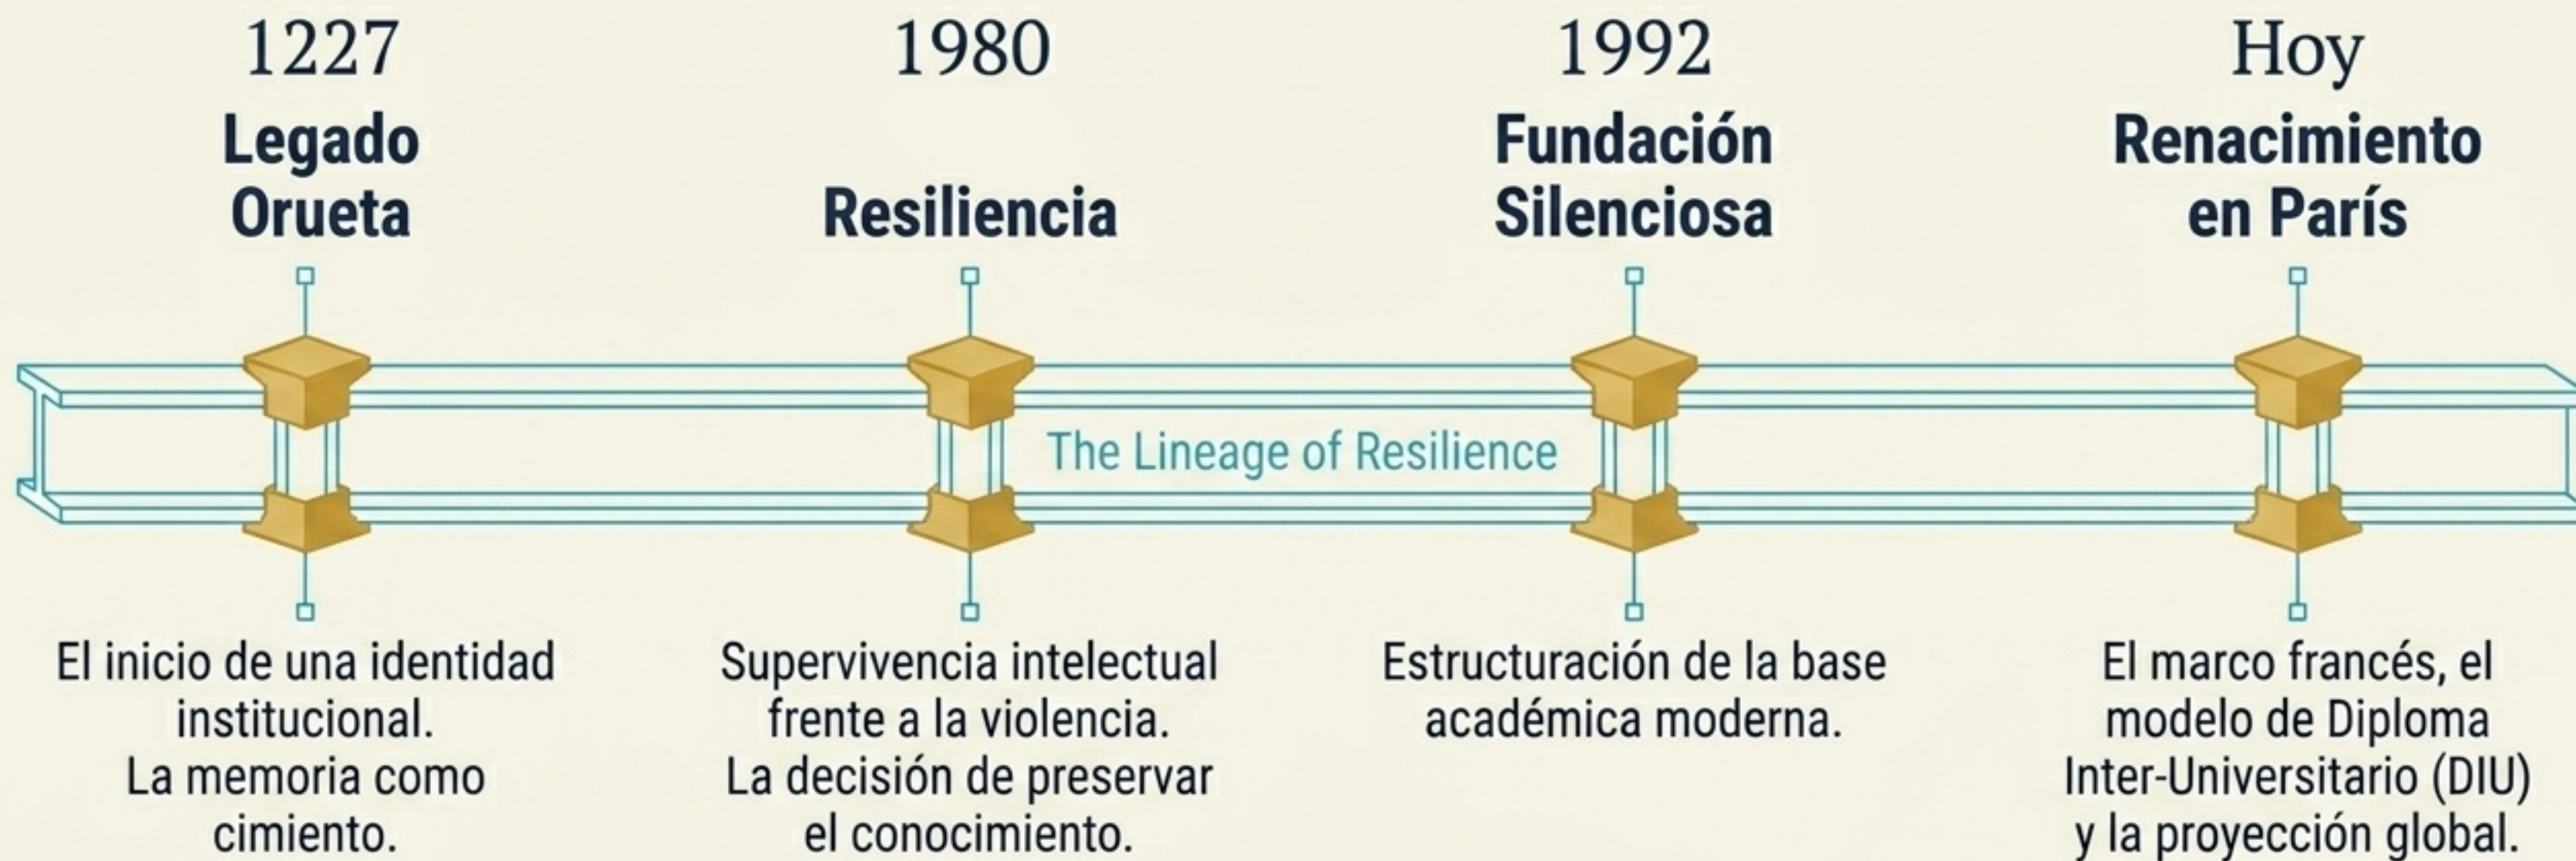 1227
Legado
Orueta
El inicio de una identidad
institucional.
La memoria como
cimiento.
1980
Resiliencia
Supervivencia intelectual
frente a la violencia.
La decisión de preservar
el conocimiento.
The Lineage of Resilience
1992
Fundación
Silenciosa
Estructuración de la base
académica moderna.
Hoy
Renacimiento
en París
El marco francés, el
modelo de Diploma
Inter-Universitario (DIU)
y la proyección global.